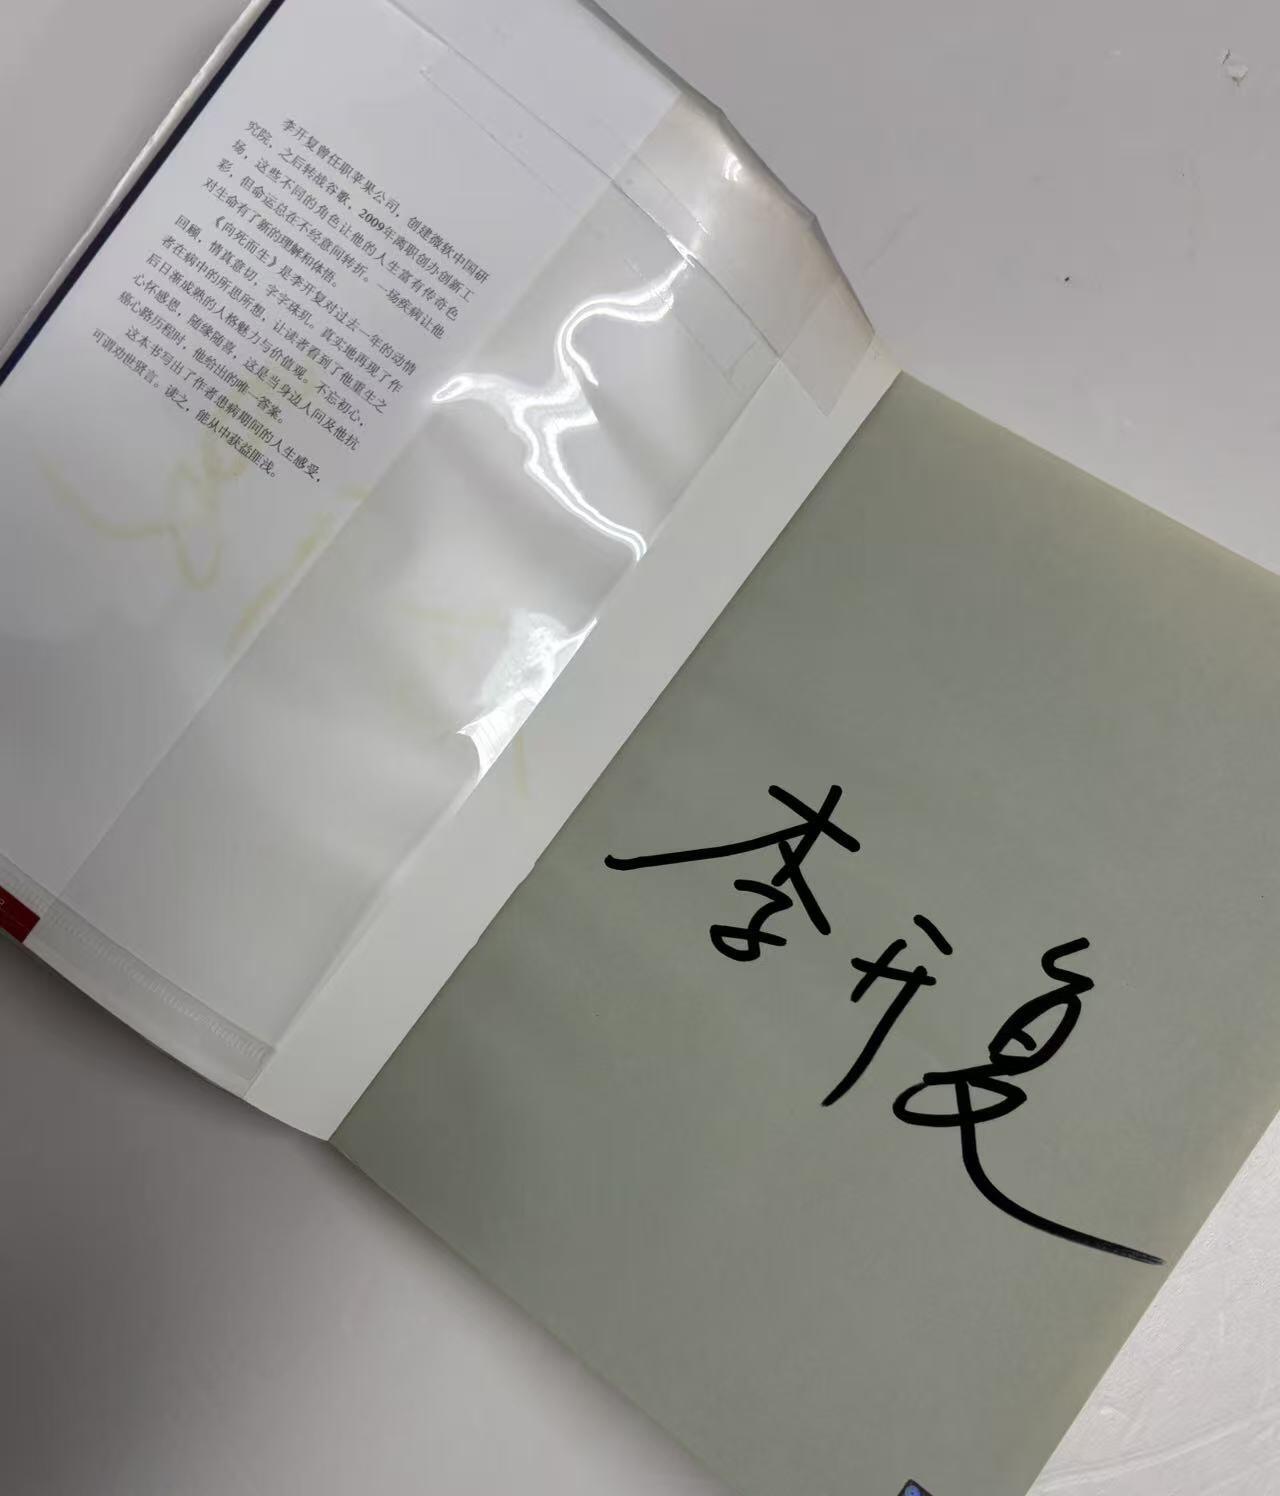 李开复曾任职苹果公司，创建微软中国研
究院，之后转战谷歌、2009年离职创办创新工
场，这些不同的角色让他的人生富有传奇色
彩，但命运总在不经意间转折。一场疾病让他
对生命有了新的理解和体悟。
《向死而生》是李开复对过去一年的动情
回顾，情真意切，字字珠玑。真实地再现了作
者在病中的所思所想，让读者看到了他重生之
后日渐成熟的人格魅力与价值观。不忘初心，
心怀感恩，随缘随喜，这是当身边人问及他抗
癌心路历程时，他给出的唯一答案。
这本书写出了作者患病期间的人生感受，
可谓劝世贤言。读之，能从中获益匪浅。
李开复